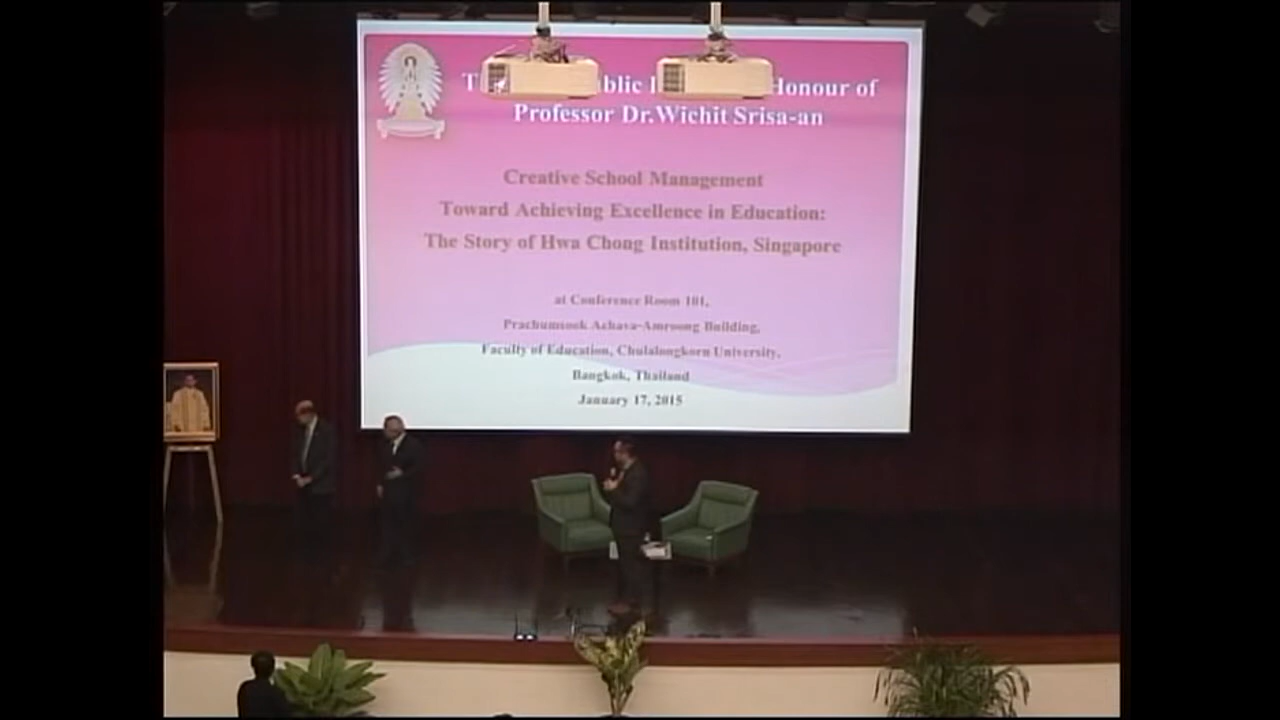 Honour of
Professor Dr.Wichit Srisa-an
Creative School Management
Toward Achieving Excellence in Education:
The Story of Hwa Chong Institution, Singapore
at Conference Room 101,
Prachumsook Achava-Amroong Building,
Faculty of Education, Chulalongkorn University,
Bangkok, Thailand
January 17, 2015